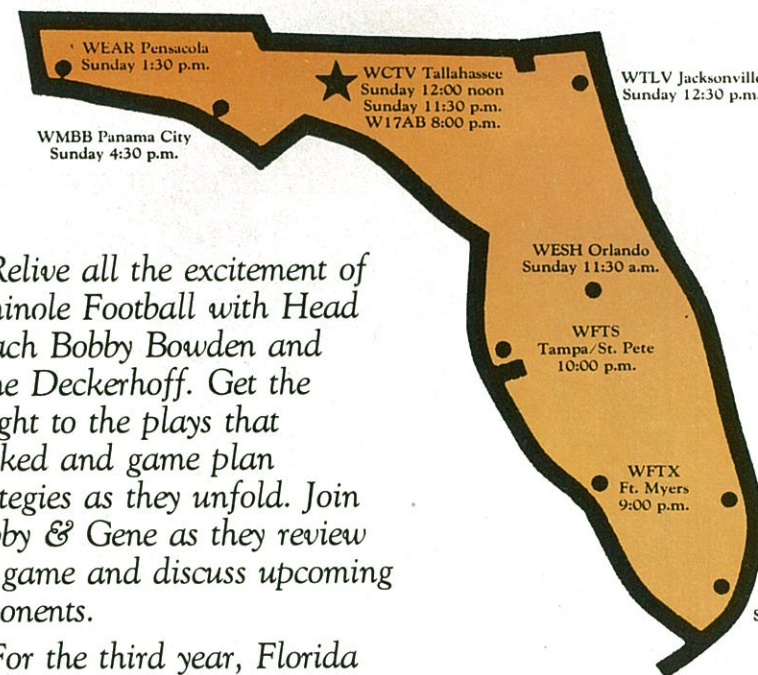 WEAR Pensacola
Sunday 1:30 p.m.
WCTV Tallahassee
Sunday 12:00 noon
Sunday 11:30 p.m.
W17AB 8:00 p.m.
WTLV Jacksonville
Sunday 12:30 p.m.
WMBB Panama City
Sunday 4:30 p.m.
WESH Orlando
Sunday 11:30 a.m.
WFTS
Tampa/St. Pete
10:00 p.m.
WFTX
Ft. Myers
9:00 p.m.
Relive all the excitement of
inole Football with Head
ach Bobby Bowden and
ne Deckerhoff. Get the
ght to the plays that
ked and game plan
tegies as they unfold. Join
by & Gene as they review
game and discuss upcoming
onents.
For the third year, Florida